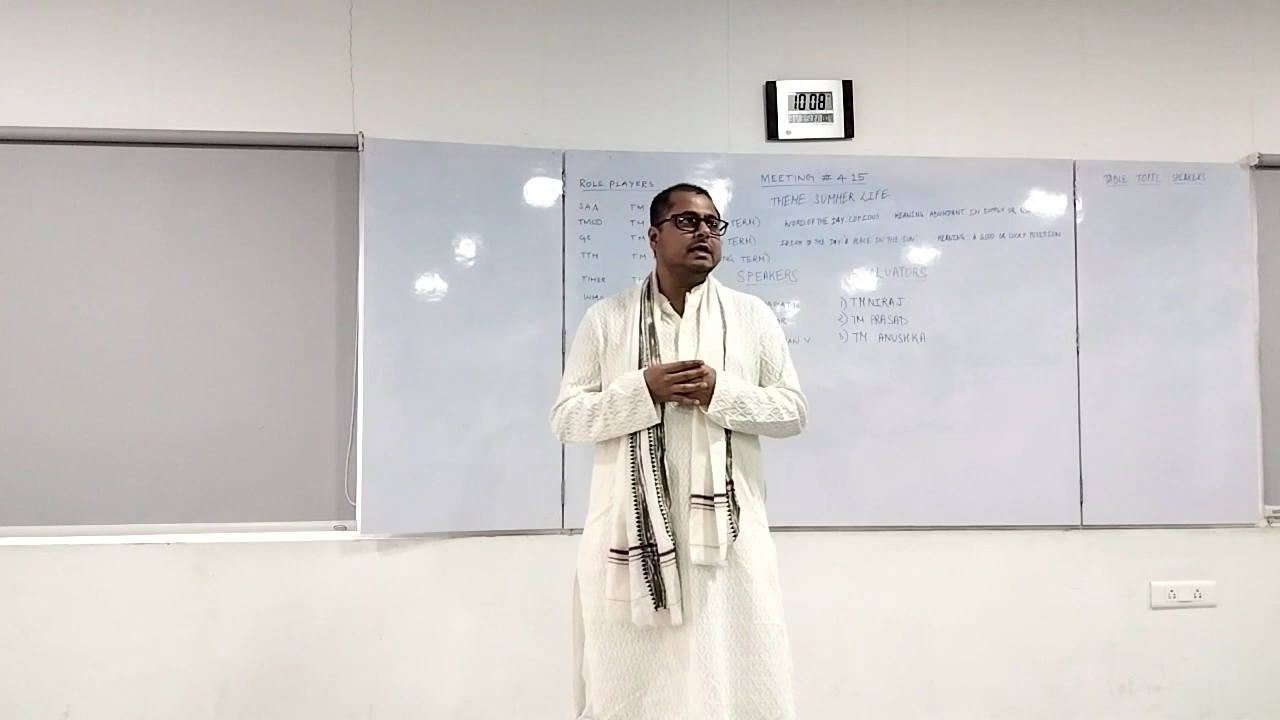 10:08
MEETING # 415
ROLE PLAYERS
THEME SUMMER LIFE
TABLE TOPIC SPEAKERS
SAA TM
TMOD TM TERM) WORD OF THE DAY COPIOUS MEANING ABUNDANT IN SUPPLY OR
GE TM TERM) IDIOM OF THE DAY 'A PLACE IN THE SUN' MEANING: A GOOD OR LUCKY POSITION
TTM TM TERM)
TIMER
SPEAKERS
1) TM NIRAJ
2) TM PRASAD
3) TM ANUSHKA